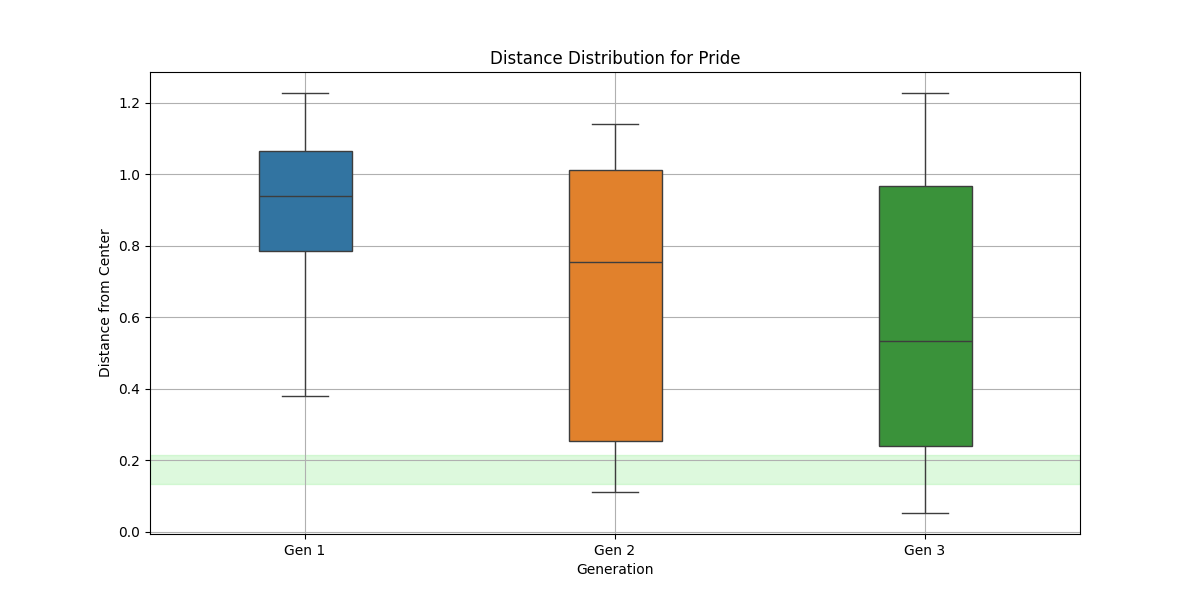 Distance Distribution for Pride
Distance from Center
1.2
1.0
0.8
0.6
0.4
0.2
0.0
Gen 1
Gen 2
Gen 3
Generation